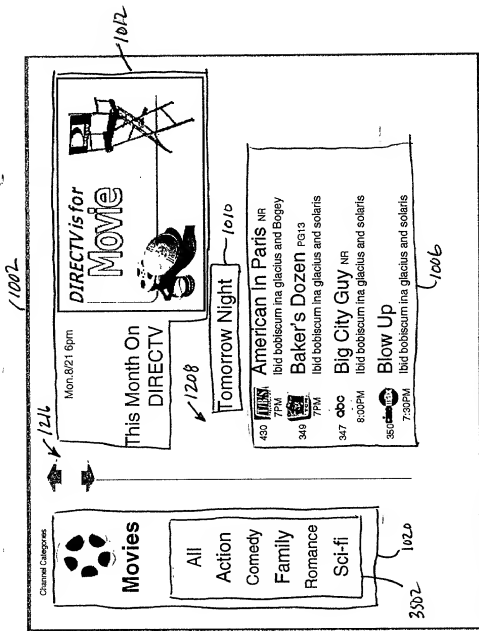 1002
1216
1012
Channel Categories
Movies
All
Action
Comedy
Family
Romance
Sci-fi
3502
1020
Mon.8/21 6pm
This Month On
DIRECTV
DIRECTV is for
Movie
1208
Tomorrow Night
1010
430
7PM
American In Paris NR
Ibid bobiscum ina glacius and Bogey
349
7PM
Baker's Dozen PG13
Ibid bobiscum ina glacius and solaris
347 abc
8:00PM
Big City Guy NR
Ibid bobiscum ina glacius and solaris
350
7:30PM
Blow Up
Ibid bobiscum ina glacius and solaris
1006